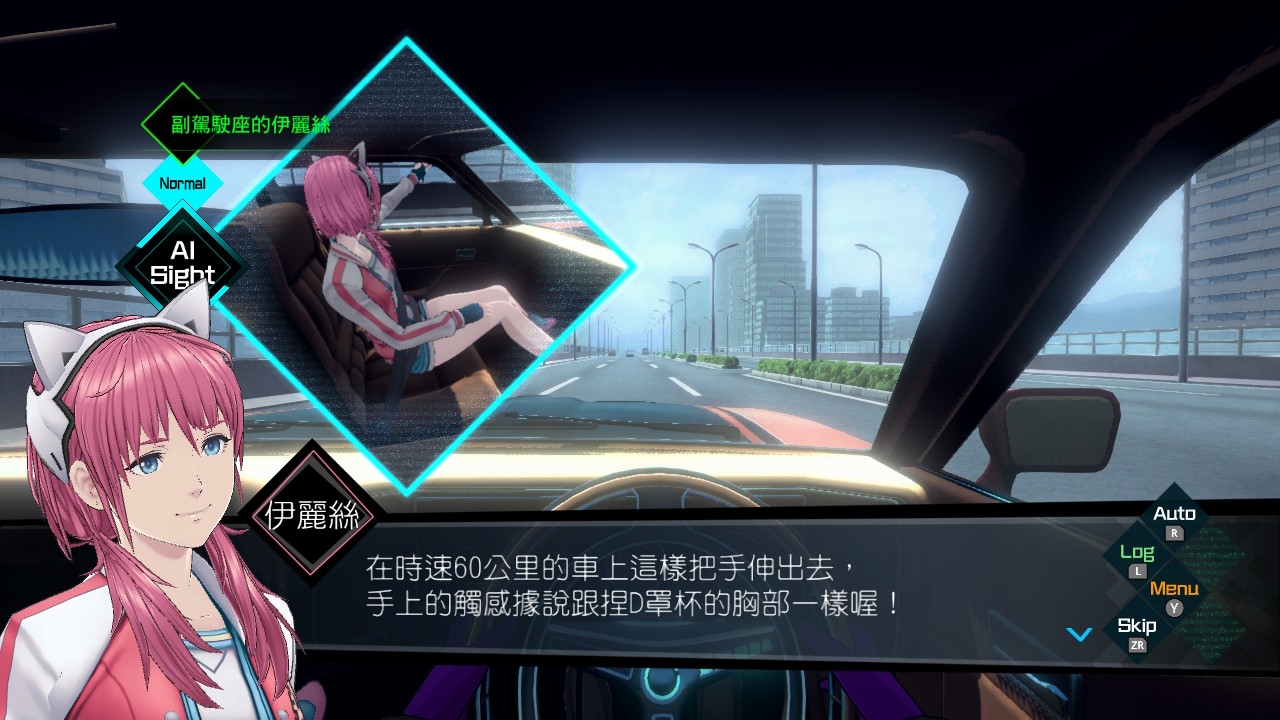 副駕駛座的伊麗絲
Normal
AI
Sight
伊麗絲
在時速60公里的車上這樣把手伸出去，
手上的觸感據說跟捏D罩杯的胸部一樣喔！
Auto
R
Log
L
Menu
Y
Skip
ZR